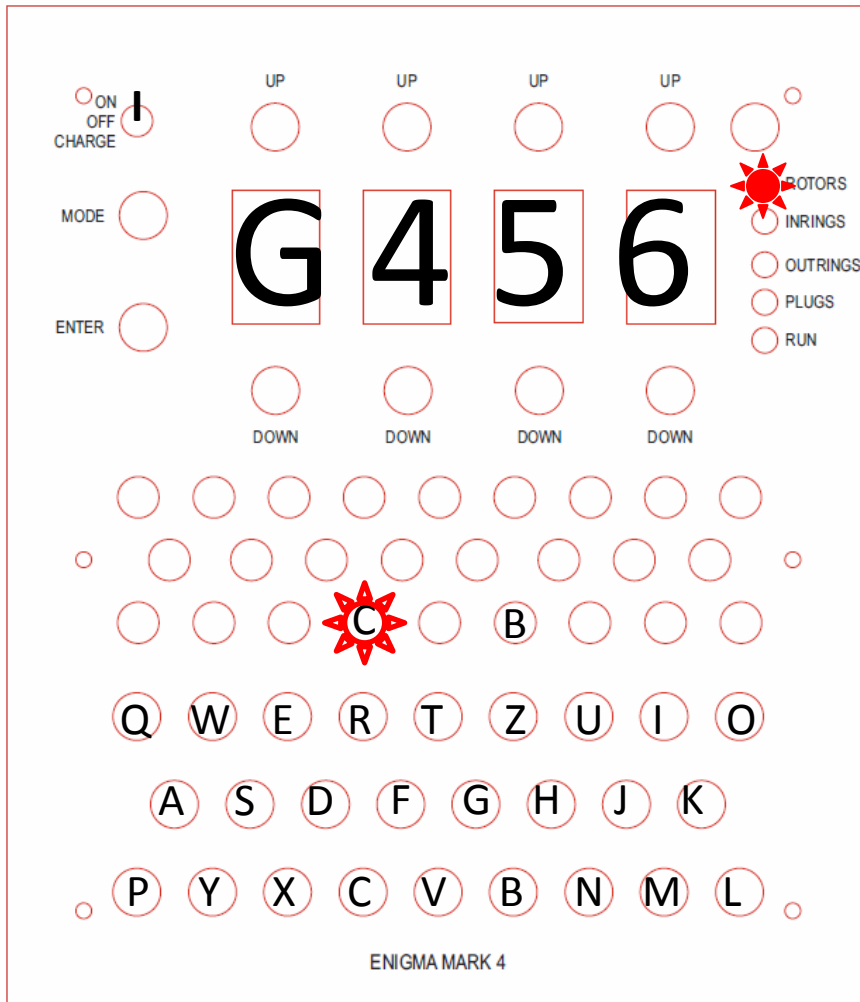 UP UP UP UP
ON
OFF
CHARGE
ROTORS
MODE
G 4 5 6
INRINGS
OUTRINGS
PLUGS
ENTER
RUN
DOWN DOWN DOWN DOWN
C B
Q W E R T Z U I O
A S D F G H J K
P Y X C V B N M L
ENIGMA MARK 4